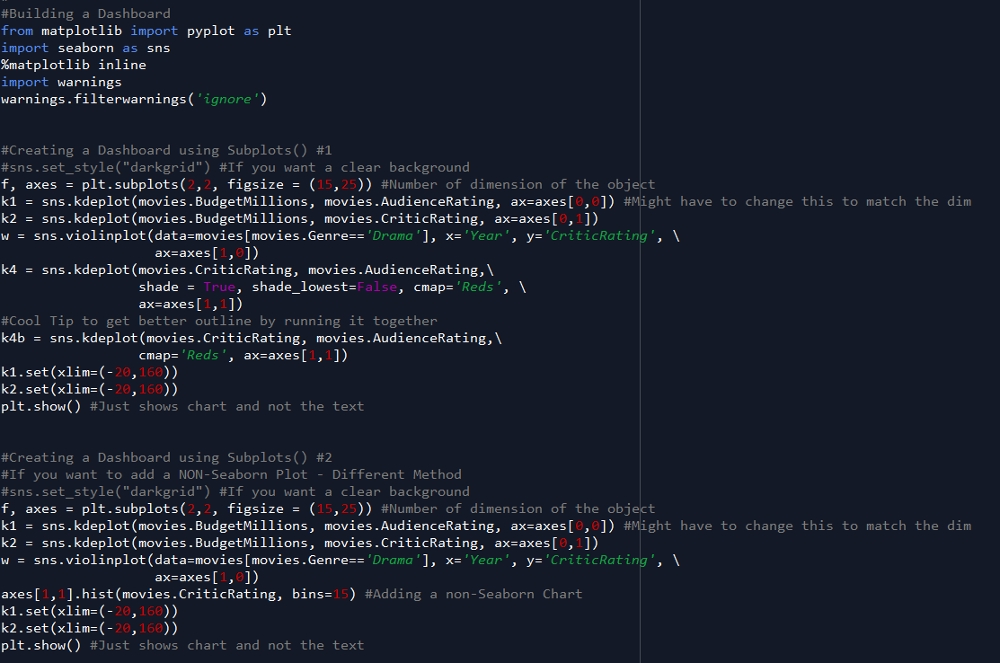 #Building a Dashboard
from matplotlib import pyplot as plt
import seaborn as sns
%matplotlib inline
import warnings
warnings.filterwarnings('ignore')
#Creating a Dashboard using Subplots() #1
#sns.set_style("darkgrid") #If you want a clear background
f, axes = plt.subplots(2,2, figsize = (15,25)) #Number of dimension of the object
k1 = sns.kdeplot(movies.BudgetMillions, movies.AudienceRating, ax=axes[0,0]) #Might have to change this to match the dim
k2 = sns.kdeplot(movies.BudgetMillions, movies.CriticRating, ax=axes[0,1])
w = sns.violinplot(data=movies[movies.Genre=='Drama'], x='Year', y='CriticRating', \
                   ax=axes[1,0])
k4 = sns.kdeplot(movies.CriticRating, movies.AudienceRating,\
                 shade = True, shade_lowest=False, cmap='Reds', \
                 ax=axes[1,1])
#Cool Tip to get better outline by running it together
k4b = sns.kdeplot(movies.CriticRating, movies.AudienceRating,\
                 cmap='Reds', ax=axes[1,1])
k1.set(xlim=(-20,160))
k2.set(xlim=(-20,160))
plt.show() #Just shows chart and not the text
#Creating a Dashboard using Subplots() #2
#If you want to add a NON-Seaborn Plot - Different Method
#sns.set_style("darkgrid") #If you want a clear background
f, axes = plt.subplots(2,2, figsize = (15,25)) #Number of dimension of the object
k1 = sns.kdeplot(movies.BudgetMillions, movies.AudienceRating, ax=axes[0,0]) #Might have to change this to match the dim
k2 = sns.kdeplot(movies.BudgetMillions, movies.CriticRating, ax=axes[0,1])
w = sns.violinplot(data=movies[movies.Genre=='Drama'], x='Year', y='CriticRating', \
                   ax=axes[1,0])
axes[1,1].hist(movies.CriticRating, bins=15) #Adding a non-Seaborn Chart
k1.set(xlim=(-20,160))
k2.set(xlim=(-20,160))
plt.show() #Just shows chart and not the text